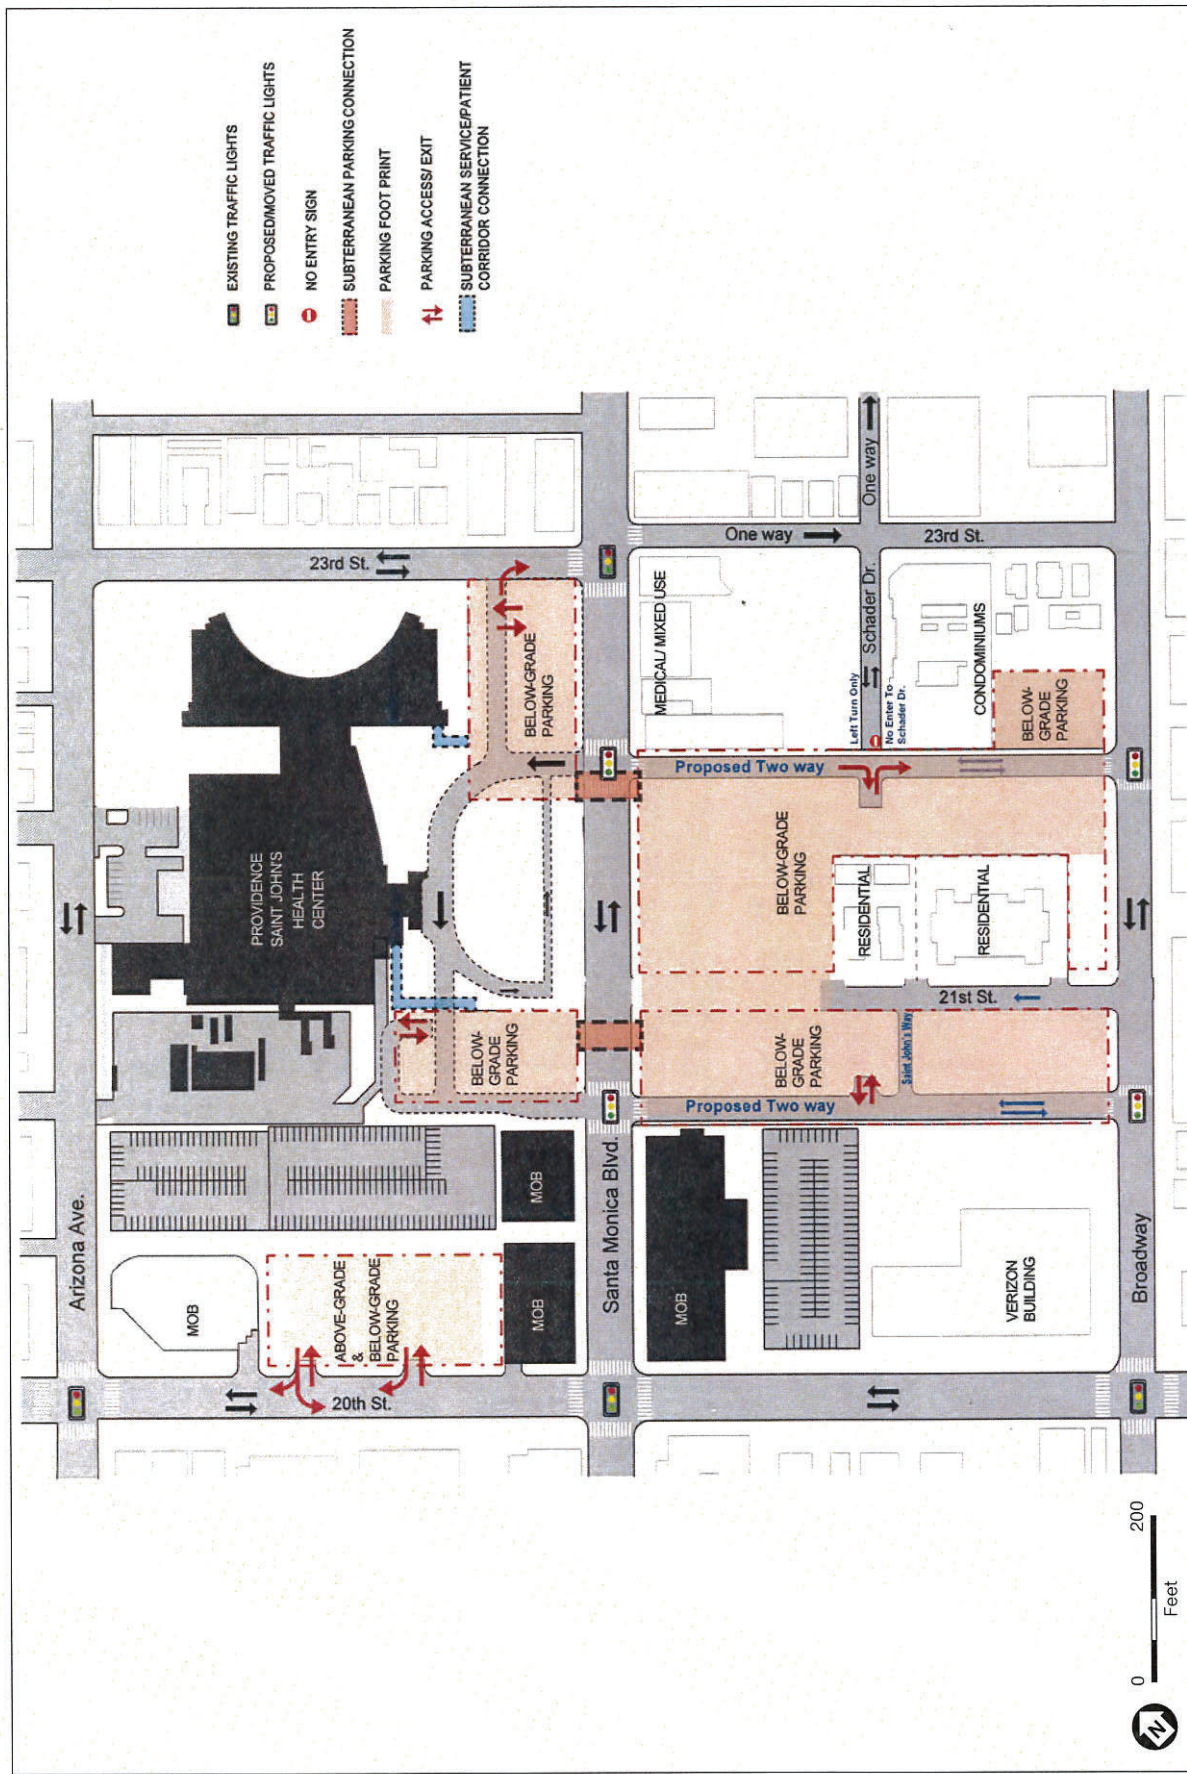 EXISTING TRAFFIC LIGHTS
PROPOSED/MOVED TRAFFIC LIGHTS
NO ENTRY SIGN
SUBTERRANEAN PARKING CONNECTION
PARKING FOOT PRINT
PARKING ACCESS/ EXIT
SUBTERRANEAN SERVICE/PATIENT
CORRIDOR CONNECTION
Arizona Ave.
23rd St.
PROVIDENCE
SAINT JOHN'S
HEALTH
CENTER
BELOW-GRADE
PARKING
BELOW-
GRADE
PARKING
MOB
MOB
MOB
ABOVE-GRADE
&
BELOW-GRADE
PARKING
20th St.
Santa Monica Blvd.
MEDICAL/ MIXED USE
One way
One way
23rd St.
Schader Dr.
Left Turn Only
No Enter To
Schader Dr.
CONDOMINIUMS
BELOW-
GRADE
PARKING
Proposed Two way
BELOW-GRADE
PARKING
RESIDENTIAL
RESIDENTIAL
21st St.
BELOW-
GRADE
PARKING
Saint John's Way
Proposed Two way
MOB
VERIZON
BUILDING
Broadway
0
200
Feet
N